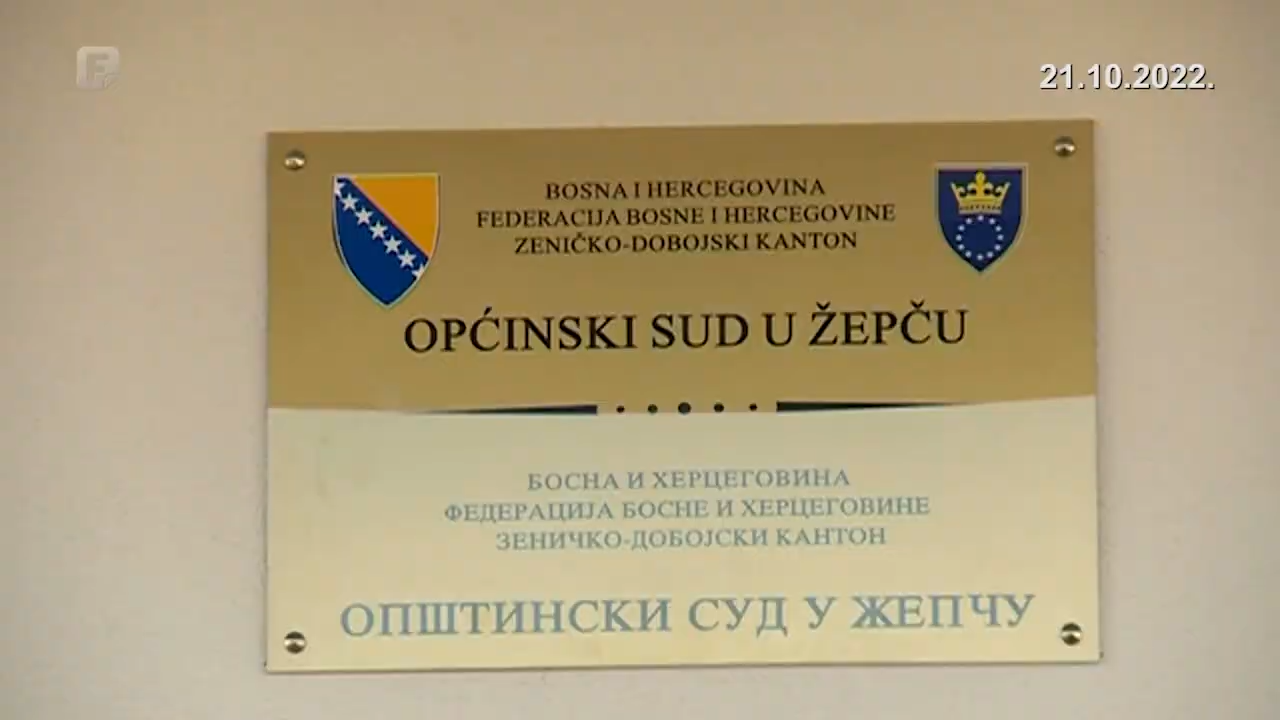 F
21.10.2022.
BOSNA I HERCEGOVINA
FEDERACIJA BOSNE I HERCEGOVINE
ZENIČKO-DOBOJSKI KANTON
OPĆINSKI SUD U ŽEPČU
БОСНА И ХЕРЦЕГОВИНА
ФЕДЕРАЦИЈА БОСНЕ И ХЕРЦЕГОВИНЕ
ЗЕНИЧКО-ДОБОЈСКИ КАНТОН
ОПШТИНСКИ СУД У ЖЕПЧУ